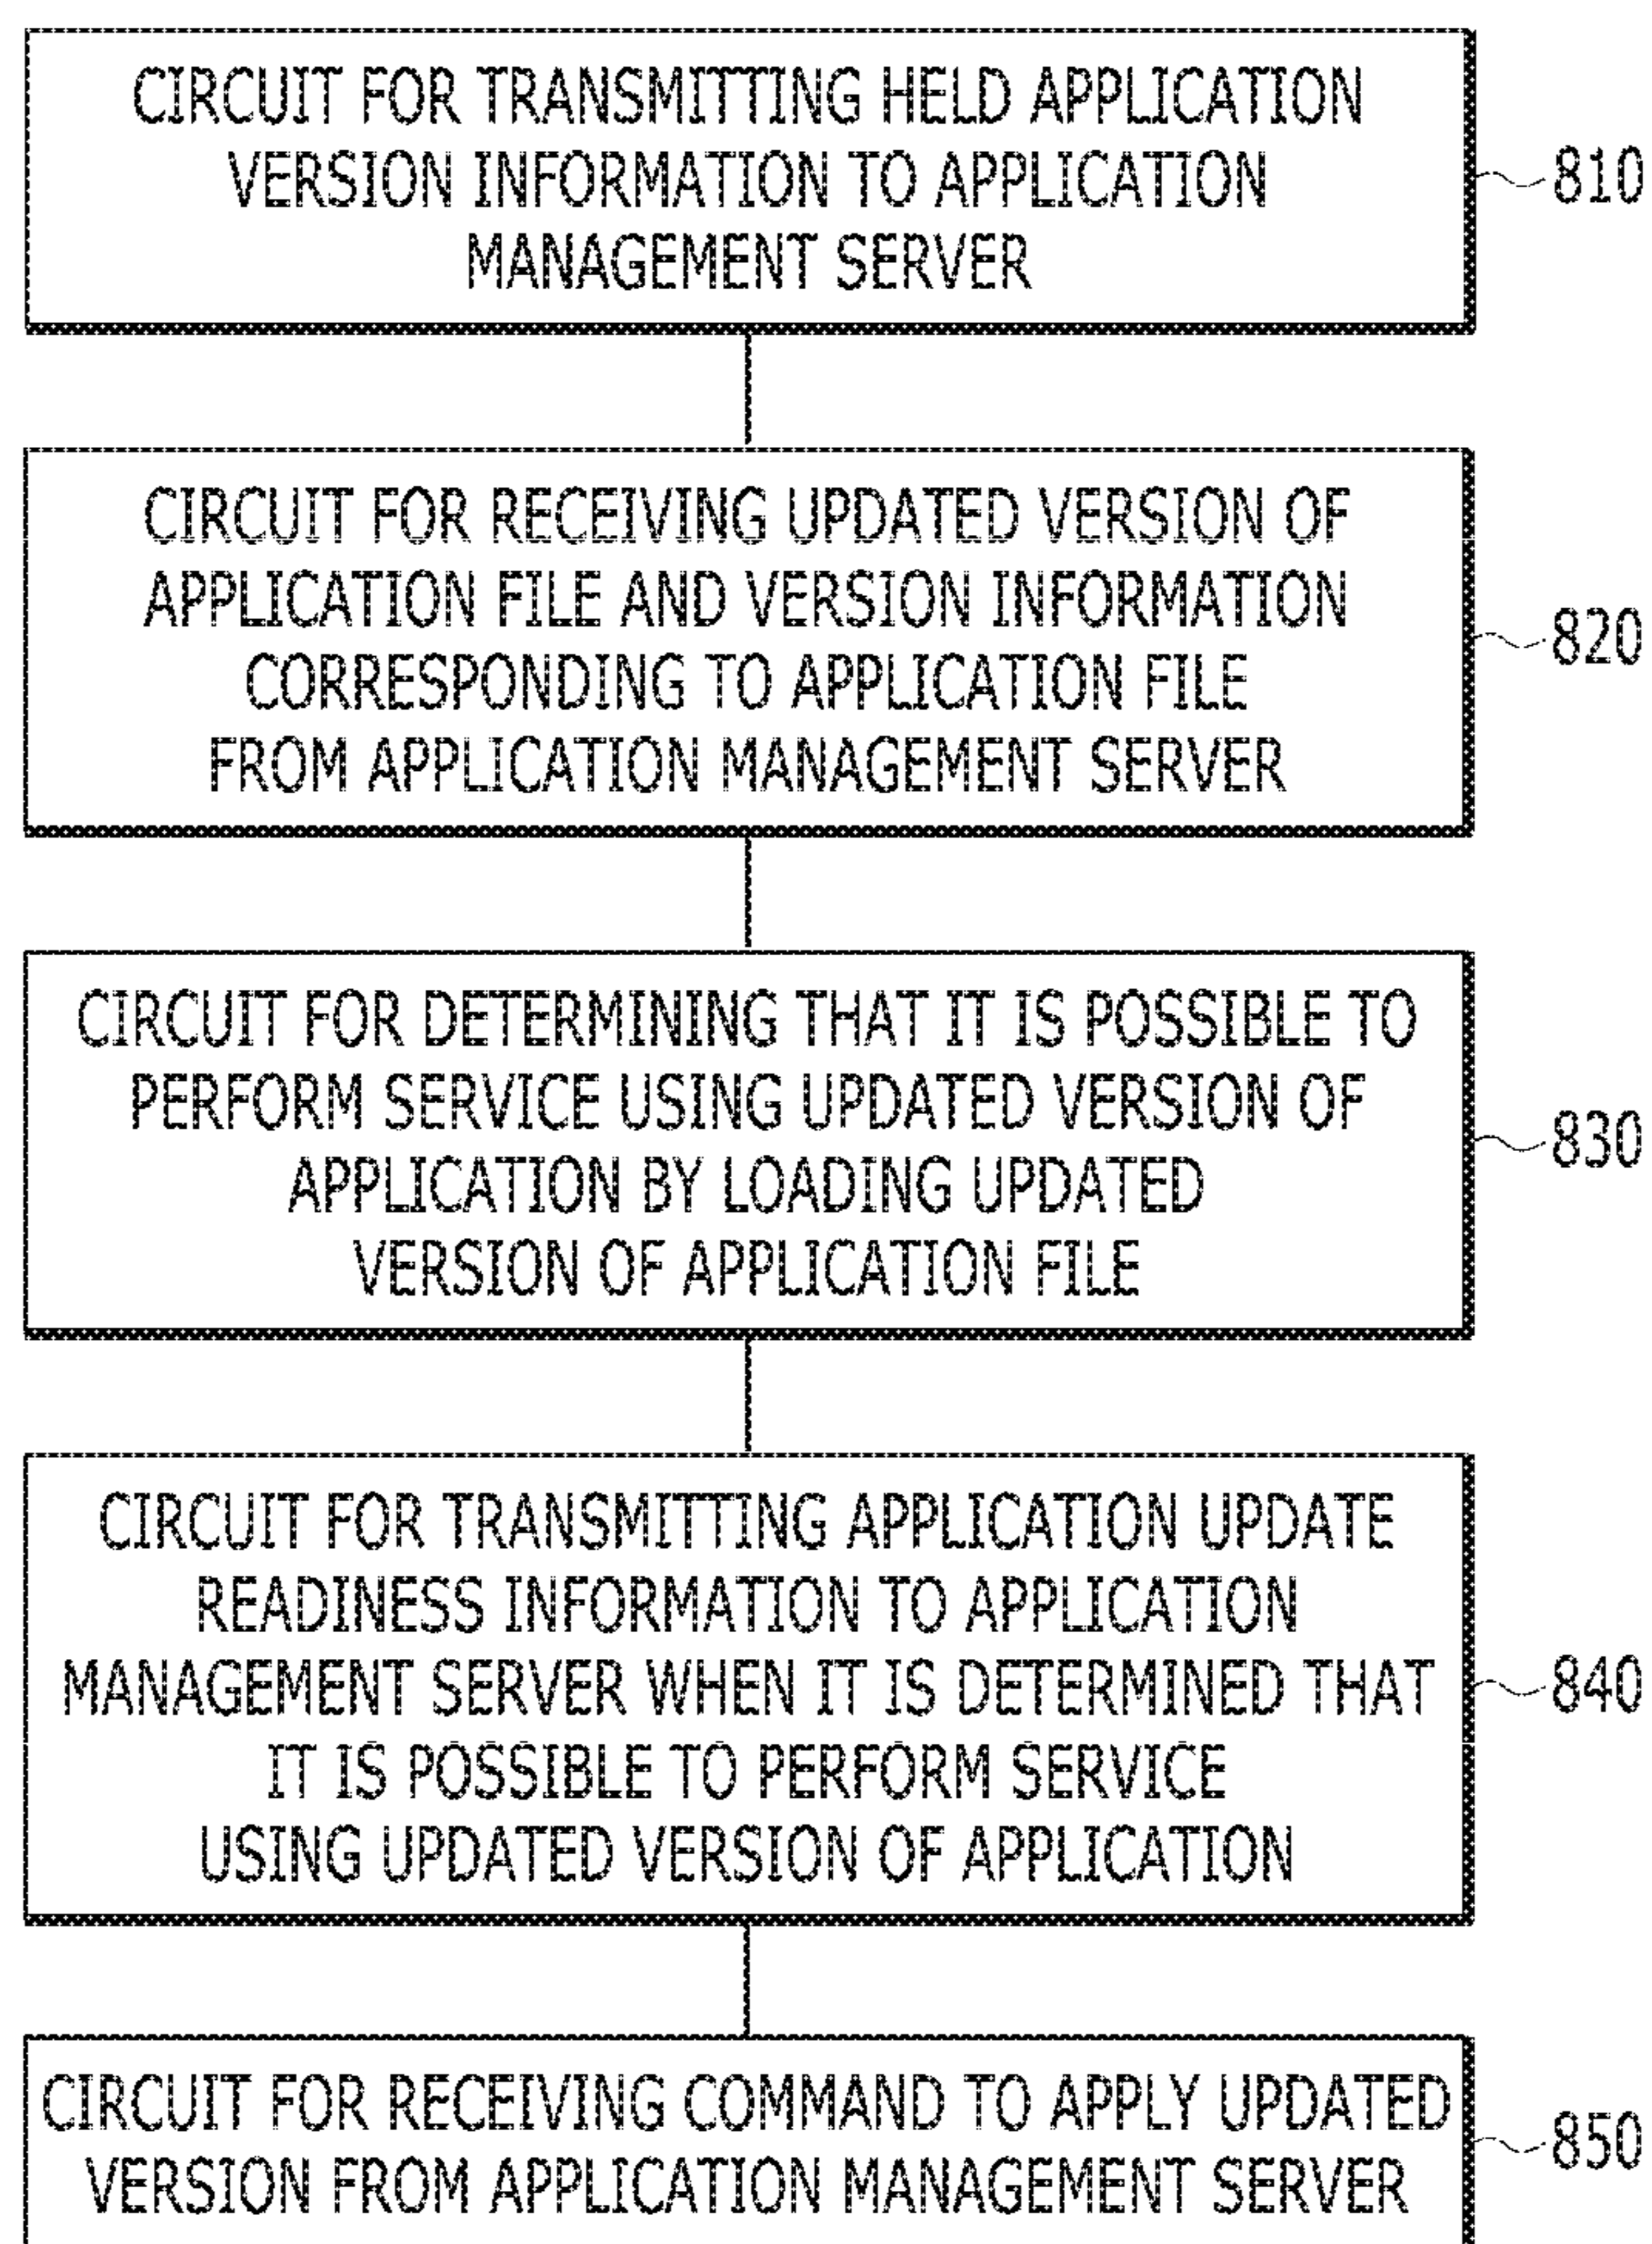 CIRCUIT FOR TRANSMITTING HELD APPLICATION
VERSION INFORMATION TO APPLICATION
MANAGEMENT SERVER
810
CIRCUIT FOR RECEIVING UPDATED VERSION OF
APPLICATION FILE AND VERSION INFORMATION
CORRESPONDING TO APPLICATION FILE
FROM APPLICATION MANAGEMENT SERVER
820
CIRCUIT FOR DETERMINING THAT IT IS POSSIBLE TO
PERFORM SERVICE USING UPDATED VERSION OF
APPLICATION BY LOADING UPDATED
VERSION OF APPLICATION FILE
830
CIRCUIT FOR TRANSMITTING APPLICATION UPDATE
READINESS INFORMATION TO APPLICATION
MANAGEMENT SERVER WHEN IT IS DETERMINED THAT
IT IS POSSIBLE TO PERFORM SERVICE
USING UPDATED VERSION OF APPLICATION
840
CIRCUIT FOR RECEIVING COMMAND TO APPLY UPDATED
VERSION FROM APPLICATION MANAGEMENT SERVER
850